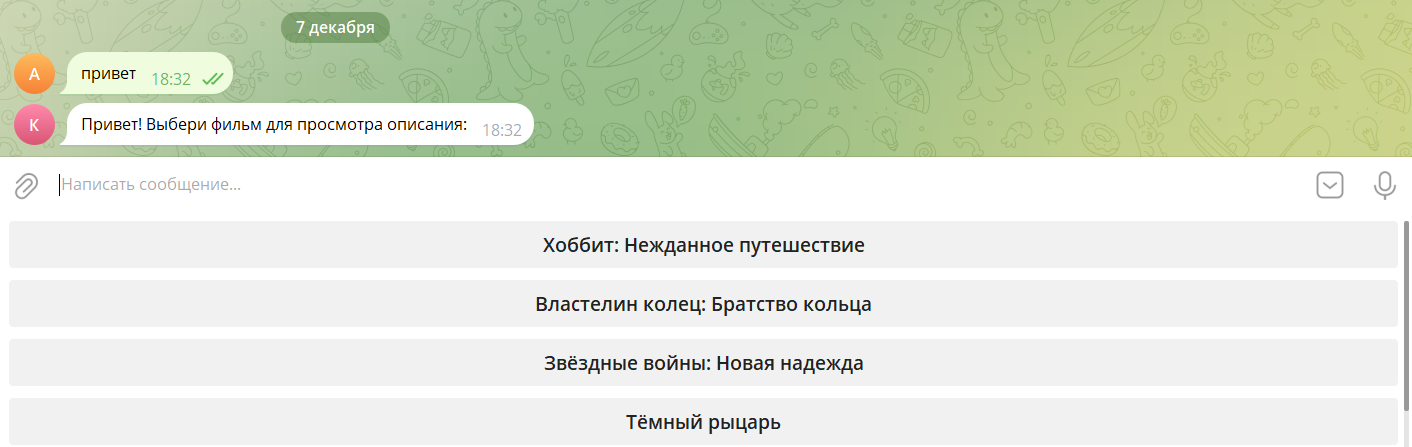 7 декабря
А
привет 18:32
К
Привет! Выбери фильм для просмотра описания: 18:32
Написать сообщение...
Хоббит: Нежданное путешествие
Властелин колец: Братство кольца
Звёздные войны: Новая надежда
Тёмный рыцарь